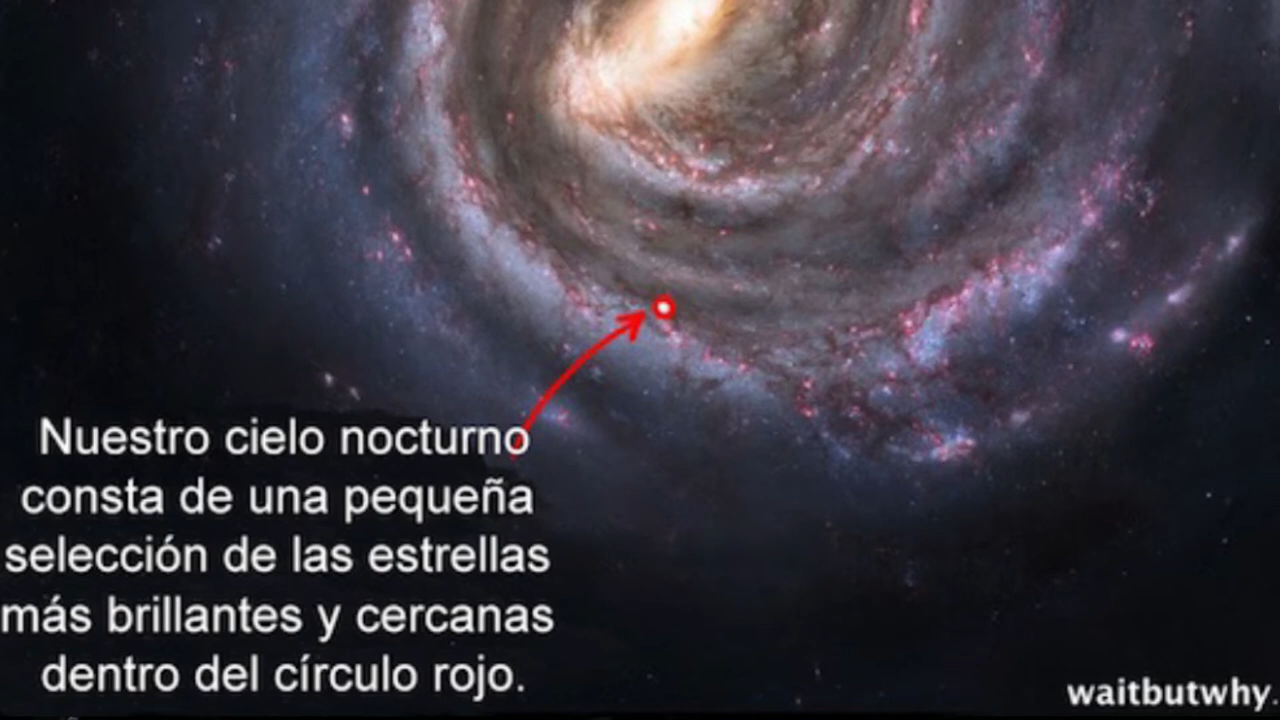 Nuestro cielo nocturno
consta de una pequeña
selección de las estrellas
más brillantes y cercanas
dentro del círculo rojo.
waitbutwhy.